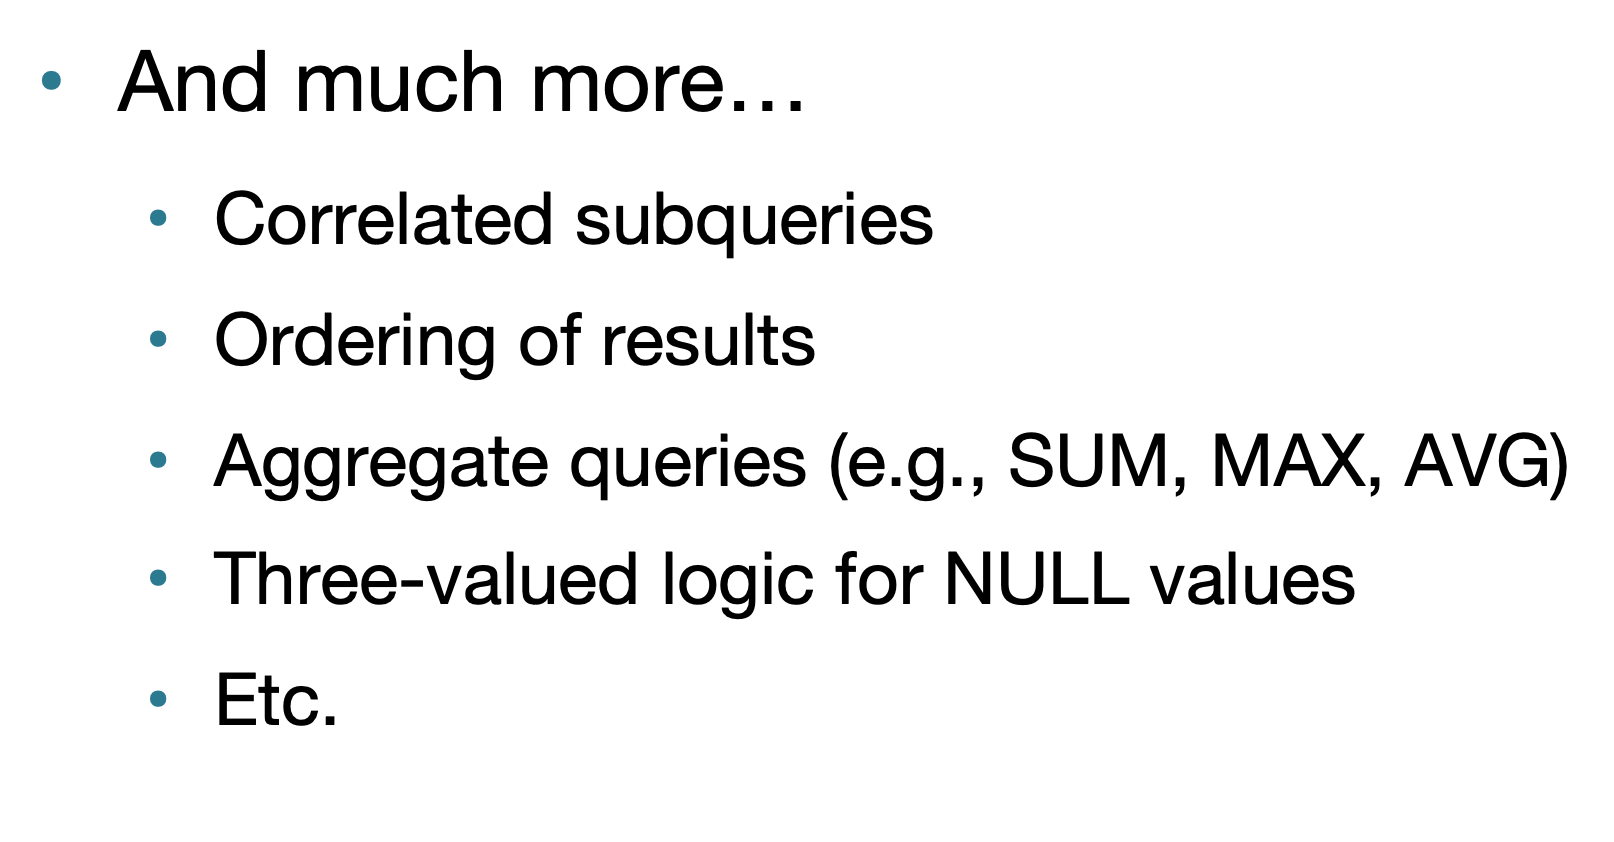 • And much more…
• Correlated subqueries
• Ordering of results
• Aggregate queries (e.g., SUM, MAX, AVG)
• Three-valued logic for NULL values
• Etc.